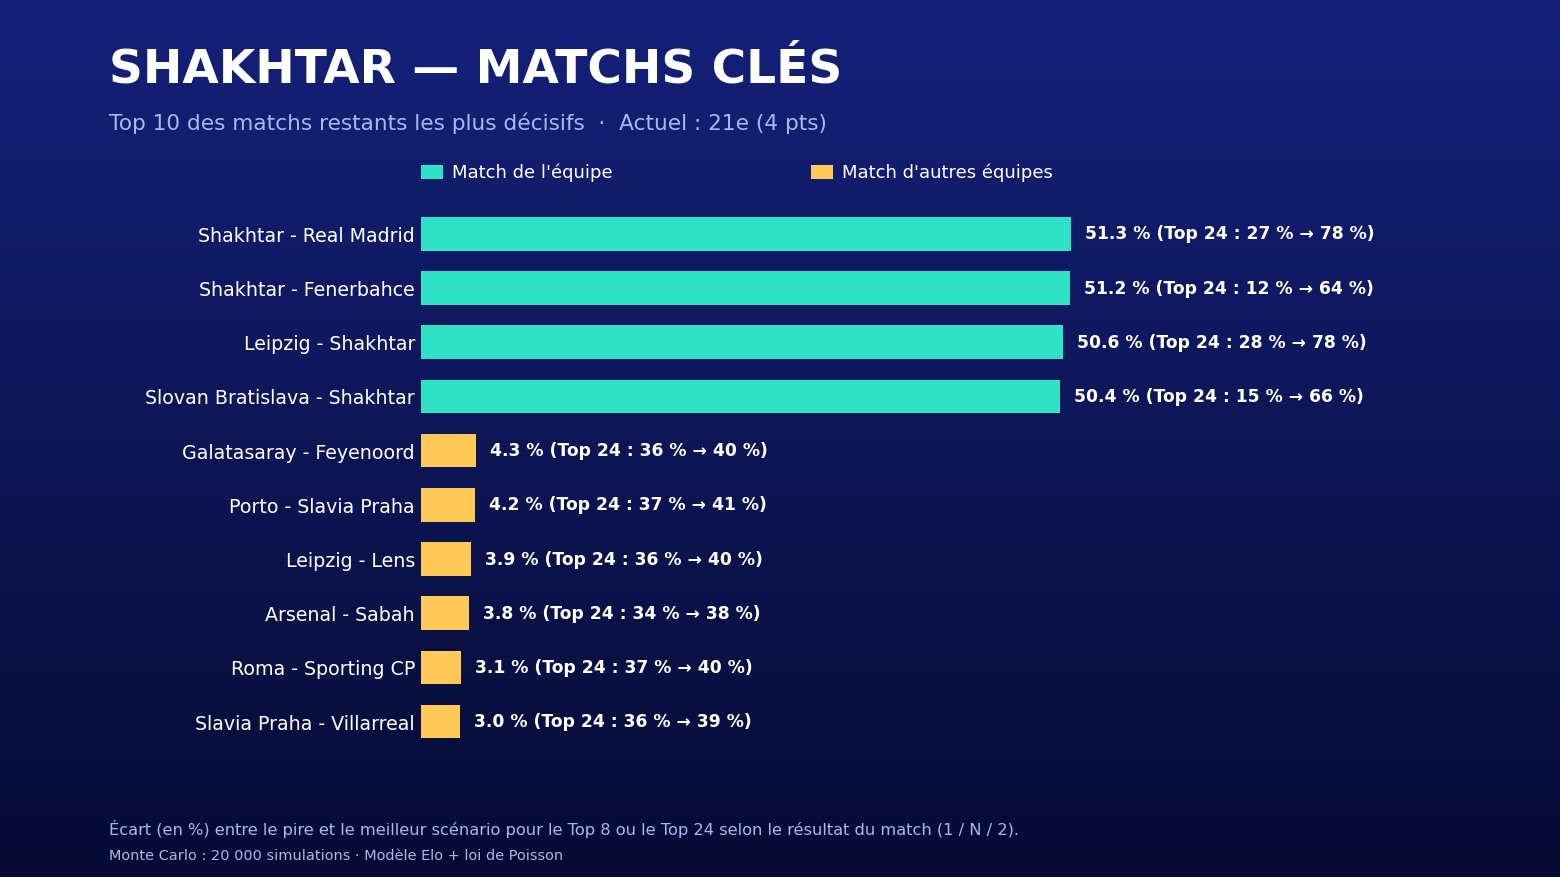 SHAKHTAR — MATCHS CLÉS
Top 10 des matchs restants les plus décisifs · Actuel : 21e (4 pts)
Match de l'équipe
Match d'autres équipes
Shakhtar - Real Madrid 51.3 % (Top 24 : 27 % → 78 %)
Shakhtar - Fenerbahce 51.2 % (Top 24 : 12 % → 64 %)
Leipzig - Shakhtar 50.6 % (Top 24 : 28 % → 78 %)
Slovan Bratislava - Shakhtar 50.4 % (Top 24 : 15 % → 66 %)
Galatasaray - Feyenoord 4.3 % (Top 24 : 36 % → 40 %)
Porto - Slavia Praha 4.2 % (Top 24 : 37 % → 41 %)
Leipzig - Lens 3.9 % (Top 24 : 36 % → 40 %)
Arsenal - Sabah 3.8 % (Top 24 : 34 % → 38 %)
Roma - Sporting CP 3.1 % (Top 24 : 37 % → 40 %)
Slavia Praha - Villarreal 3.0 % (Top 24 : 36 % → 39 %)
Écart (en %) entre le pire et le meilleur scénario pour le Top 8 ou le Top 24 selon le résultat du match (1 / N / 2).
Monte Carlo : 20 000 simulations · Modèle Elo + loi de Poisson